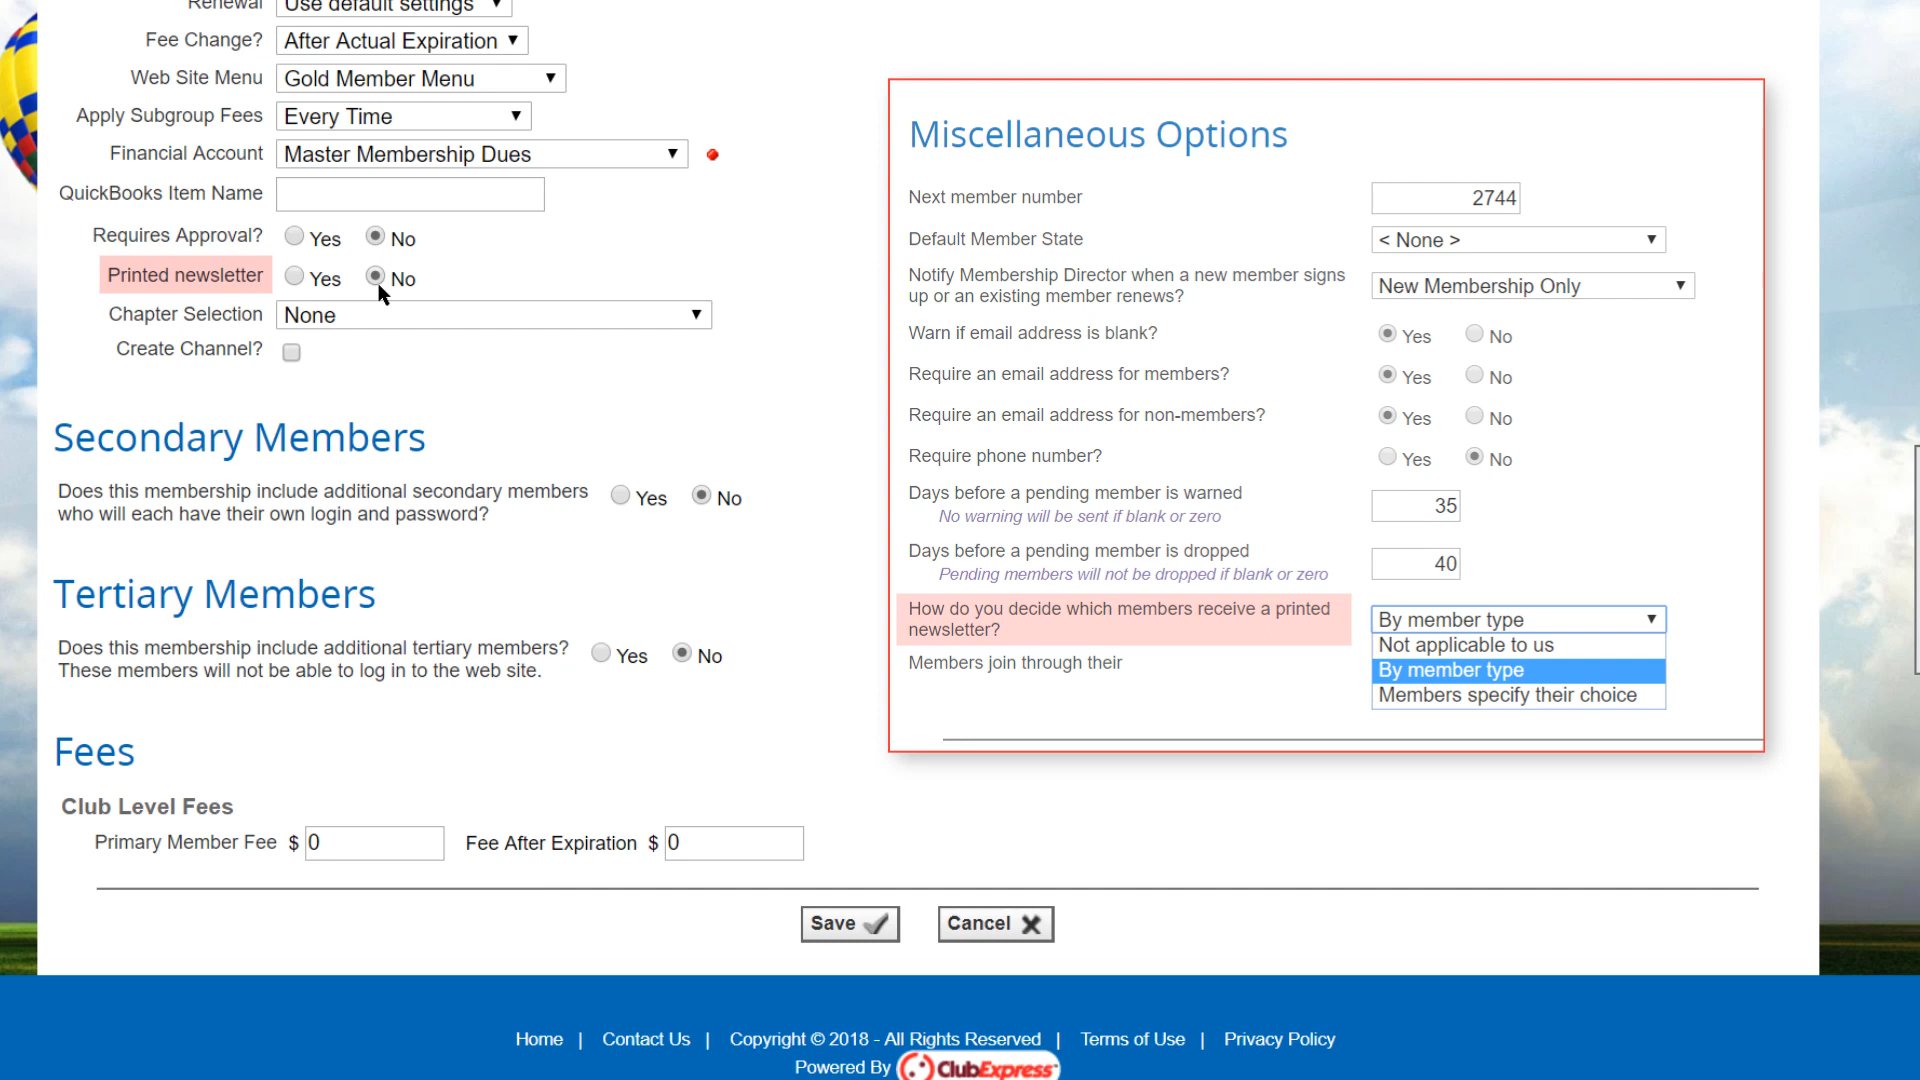 Renewal Use default settings
Fee Change? After Actual Expiration
Web Site Menu Gold Member Menu
Apply Subgroup Fees Every Time
Financial Account Master Membership Dues
QuickBooks Item Name
Requires Approval? Yes No
Printed newsletter Yes No
Chapter Selection None
Create Channel?
Secondary Members
Does this membership include additional secondary members
who will each have their own login and password? Yes No
Tertiary Members
Does this membership include additional tertiary members?
These members will not be able to log in to the web site. Yes No
Fees
Club Level Fees
Primary Member Fee $ 0 Fee After Expiration $ 0
Save Cancel
Miscellaneous Options
Next member number 2744
Default Member State < None >
Notify Membership Director when a new member signs
up or an existing member renews? New Membership Only
Warn if email address is blank? Yes No
Require an email address for members? Yes No
Require an email address for non-members? Yes No
Require phone number? Yes No
Days before a pending member is warned 35
No warning will be sent if blank or zero
Days before a pending member is dropped 40
Pending members will not be dropped if blank or zero
How do you decide which members receive a printed
newsletter? By member type
Not applicable to us
Members join through their By member type
Members specify their choice
Home | Contact Us | Copyright © 2018 - All Rights Reserved | Terms of Use | Privacy Policy
Powered By ClubExpress